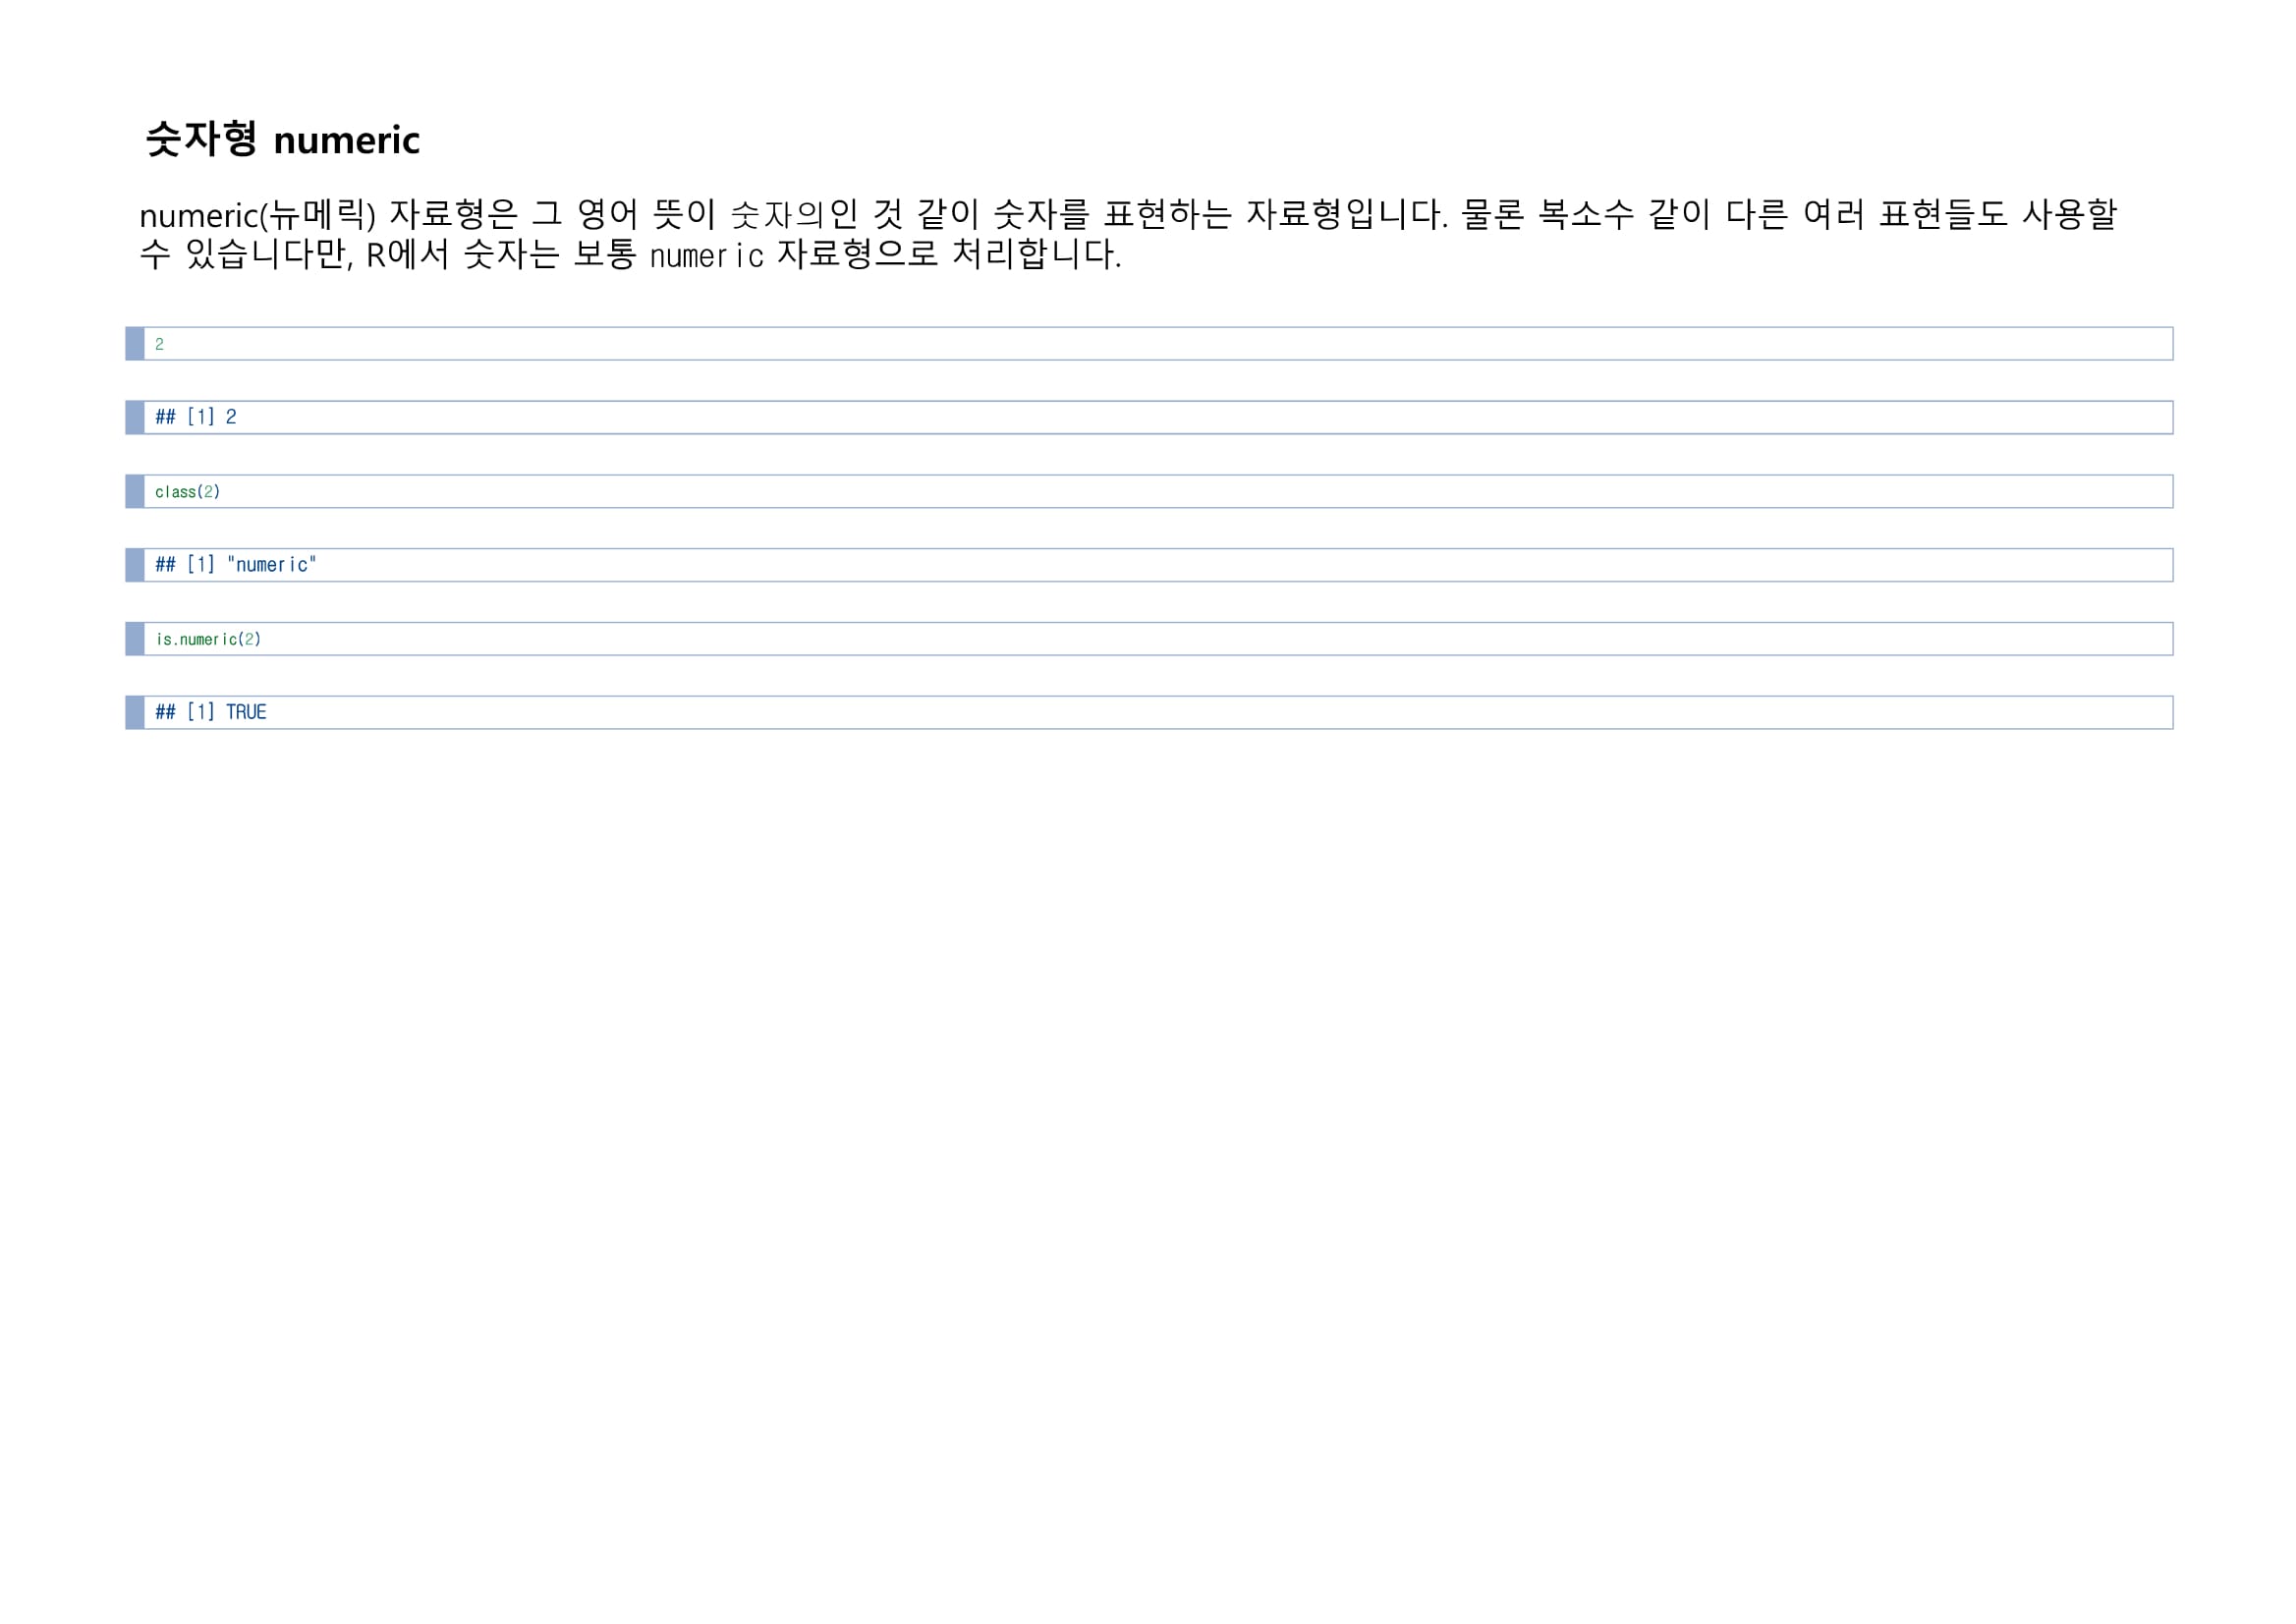 숫자형 numeric
numeric(뉴메릭) 자료형은 그 영어 뜻이 숫자의인 것 같이 숫자를 표현하는 자료형입니다. 물론 복소수 같이 다른 여러 표현들도 사용할
수 있습니다만, R에서 숫자는 보통 numeric 자료형으로 처리합니다.
2
## [1] 2
class(2)
## [1] "numeric"
is.numeric(2)
## [1] TRUE